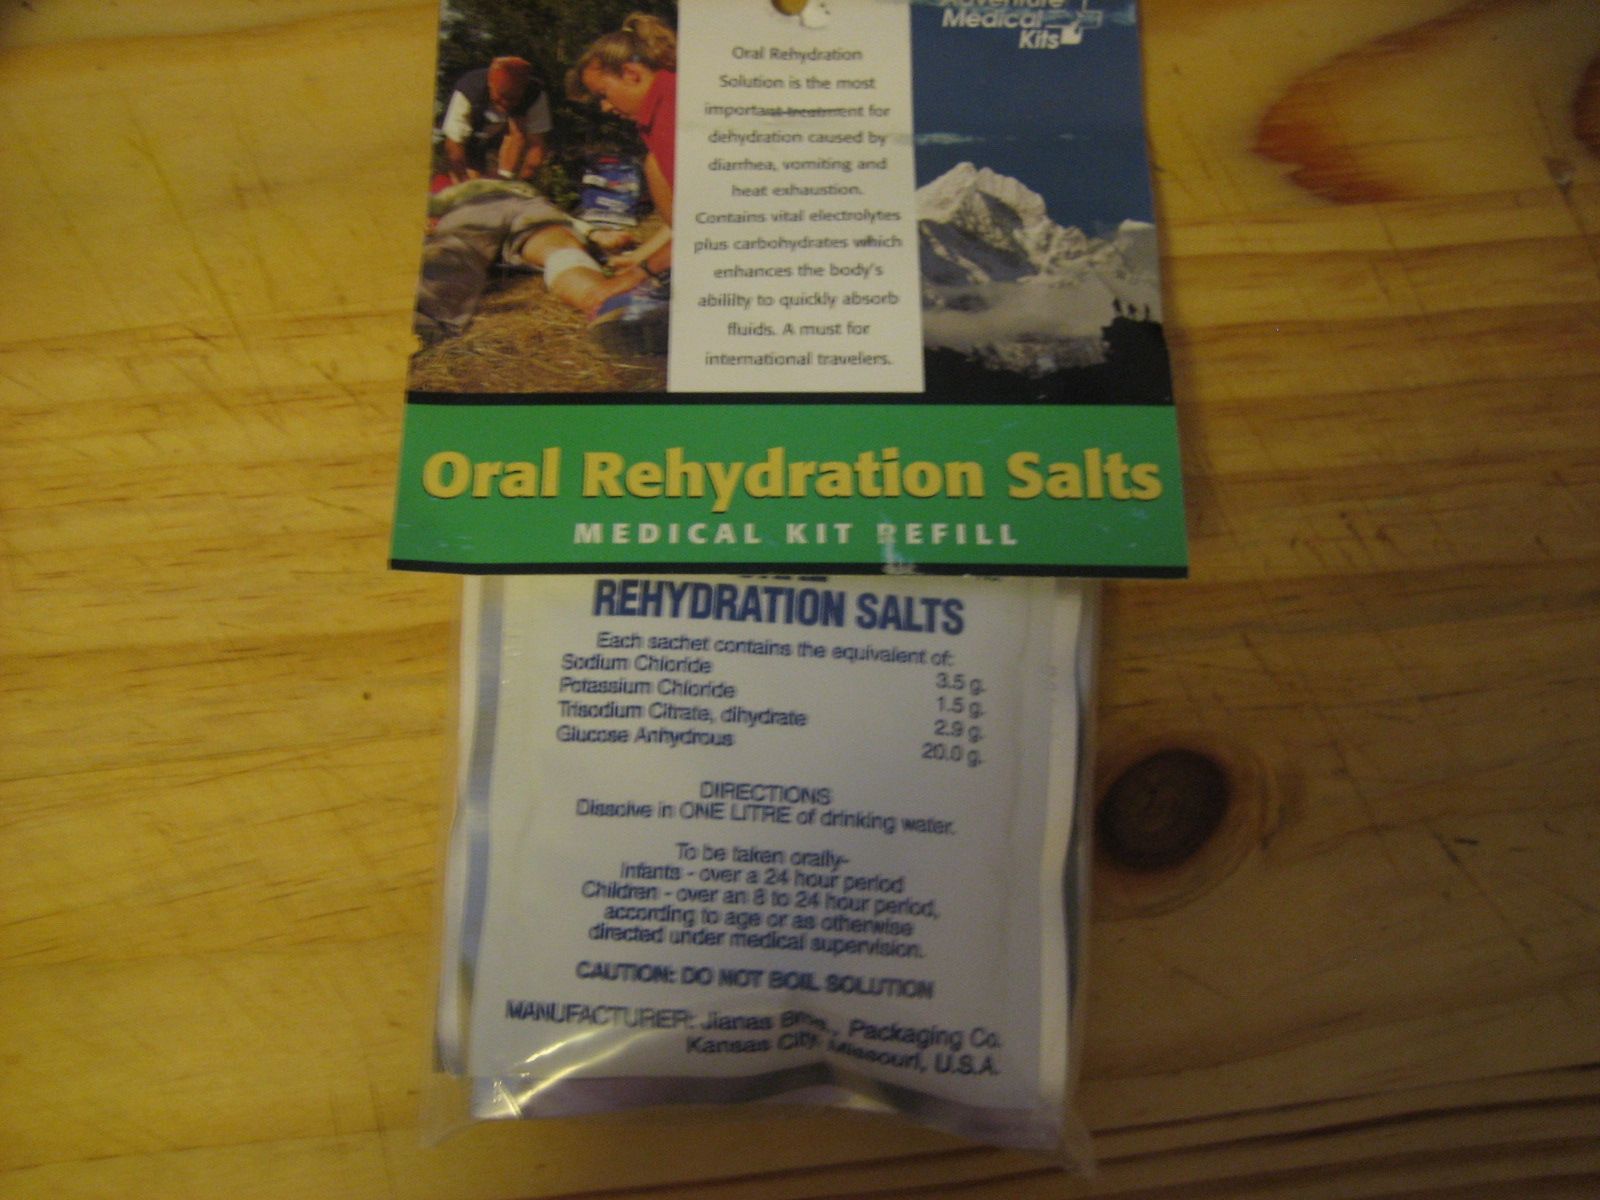 Adventure
Medical
Kits
Oral Rehydration
Solution is the most
important treatment for
dehydration caused by
diarrhea, vomiting and
heat exhaustion.
Contains vital electrolytes
plus carbohydrates which
enhances the body's
abililty to quickly absorb
fluids. A must for
international travelers.
Oral Rehydration Salts
MEDICAL KIT REFILL
REHYDRATION SALTS
Each sachet contains the equivalent of:
Sodium Chloride 3.5 g.
Potassium Chloride 1.5 g.
Trisodium Citrate, dihydrate 2.9 g.
Glucose Anhydrous 20.0 g.
DIRECTIONS
Dissolve in ONE LITRE of drinking water.
To be taken orally-
Infants - over a 24 hour period
Children - over an 8 to 24 hour period,
according to age or as otherwise
directed under medical supervision.
CAUTION: DO NOT BOIL SOLUTION
MANUFACTURER: Jianas Bros., Packaging Co.
Kansas City, Missouri, U.S.A.